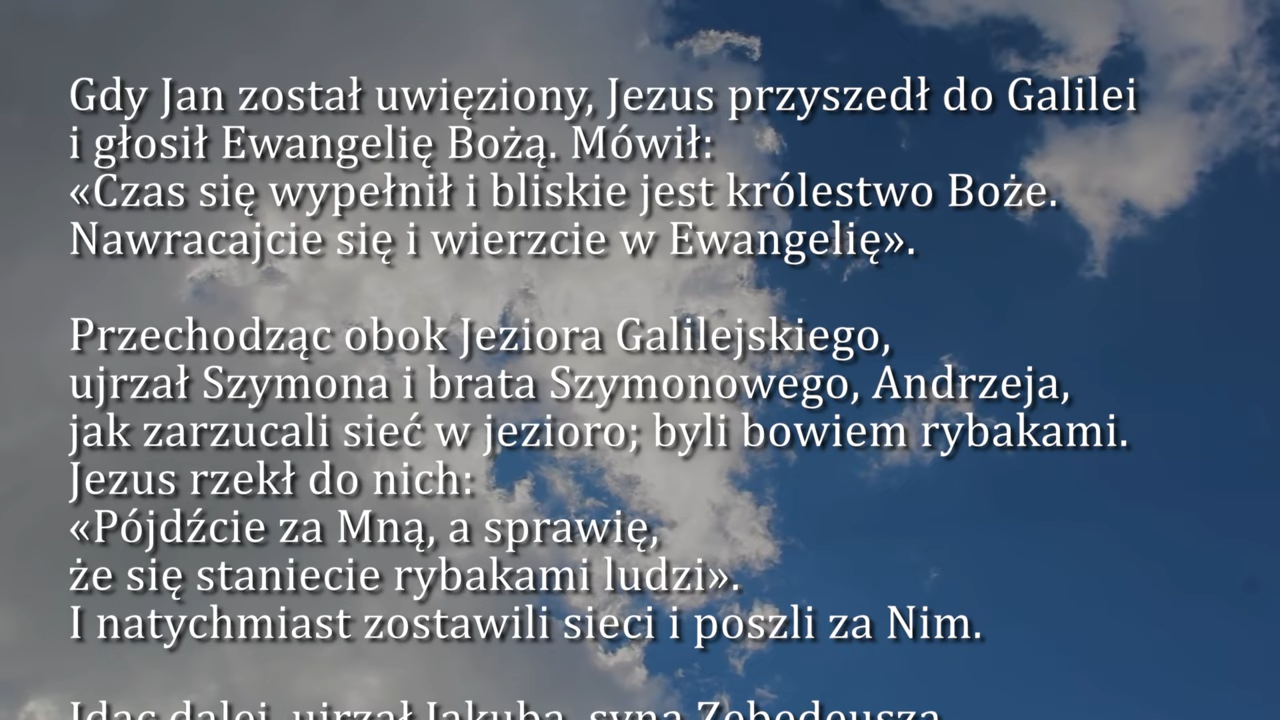 Gdy Jan został uwięziony, Jezus przyszedł do Galilei
i głosił Ewangelię Bożą. Mówił:
«Czas się wypełnił i bliskie jest królestwo Boże.
Nawracajcie się i wierzcie w Ewangelię».
Przechodząc obok Jeziora Galilejskiego,
ujrzał Szymona i brata Szymonowego, Andrzeja,
jak zarzucali sieć w jezioro; byli bowiem rybakami.
Jezus rzekł do nich:
«Pójdźcie za Mną, a sprawię,
że się staniecie rybakami ludzi».
I natychmiast zostawili sieci i poszli za Nim.
Idąc dalej, ujrzał Jakuba, syna Zebedeusza,